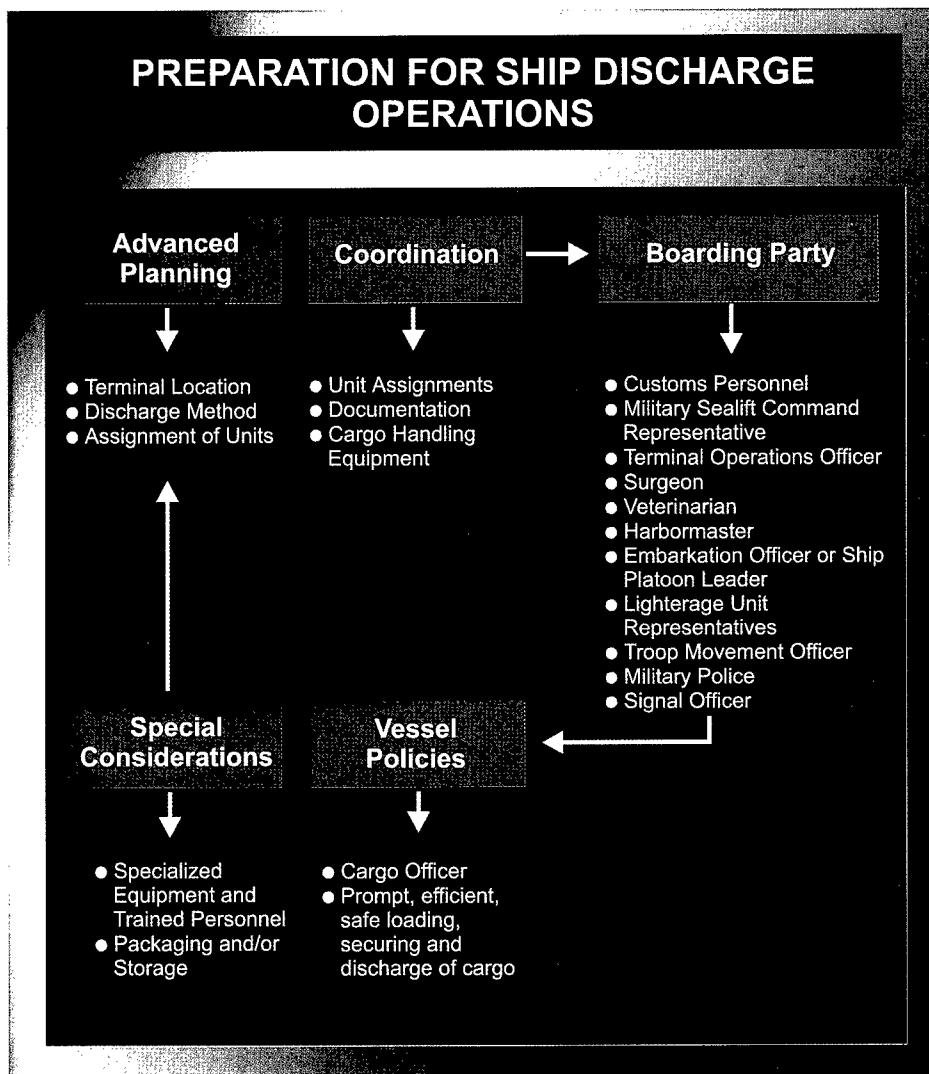 PREPARATION FOR SHIP DISCHARGE
OPERATIONS
Advanced
Planning
● Terminal Location
● Discharge Method
● Assignment of Units
Coordination
● Unit Assignments
● Documentation
● Cargo Handling
Equipment
Boarding Party
● Customs Personnel
● Military Sealift Command
Representative
● Terminal Operations Officer
● Surgeon
● Veterinarian
● Harbormaster
● Embarkation Officer or Ship
Platoon Leader
● Lighterage Unit
Representatives
● Troop Movement Officer
● Military Police
● Signal Officer
Special
Considerations
● Specialized
Equipment and
Trained Personnel
● Packaging and/or
Storage
Vessel
Policies
● Cargo Officer
● Prompt, efficient,
safe loading,
securing and
discharge of cargo